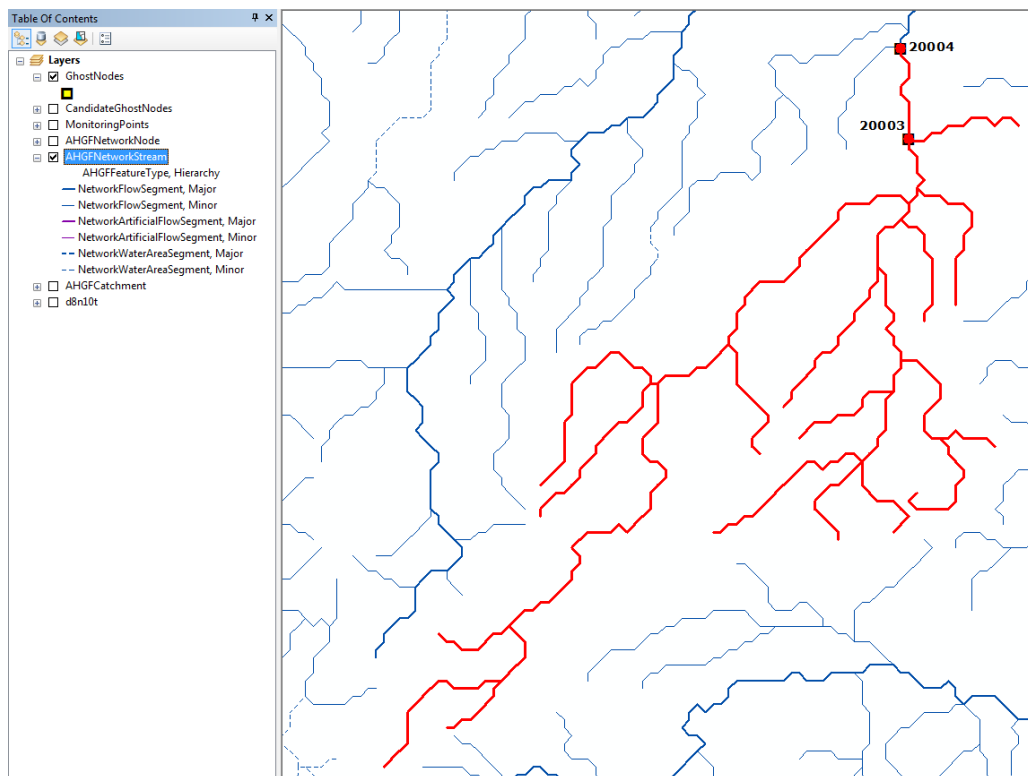 Table Of Contents
Layers
GhostNodes
CandidateGhostNodes
MonitoringPoints
AHGFNetworkNode
AHGFNetworkStream
AHGFFeatureType, Hierarchy
NetworkFlowSegment, Major
NetworkFlowSegment, Minor
NetworkArtificialFlowSegment, Major
NetworkArtificialFlowSegment, Minor
NetworkWaterAreaSegment, Major
NetworkWaterAreaSegment, Minor
AHGFCatchment
d8n10t
20004
20003